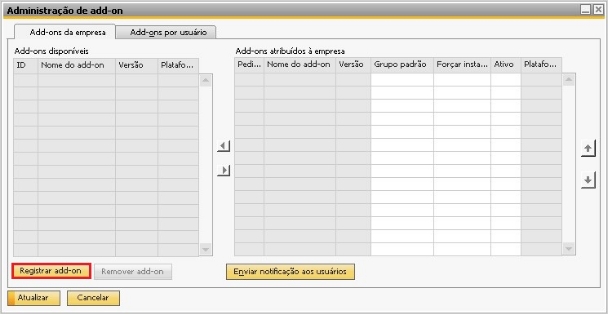 Administração de add-on
Add-ons da empresa Add-ons por usuário
Add-ons disponíveis
ID Nome do add-on Versão Platafo...
Add-ons atribuídos à empresa
Pedi... Nome do add-on Versão Grupo padrão Forçar insta... Ativo Platafo...
Registrar add-on Remover add-on Enviar notificação aos usuários
Atualizar Cancelar